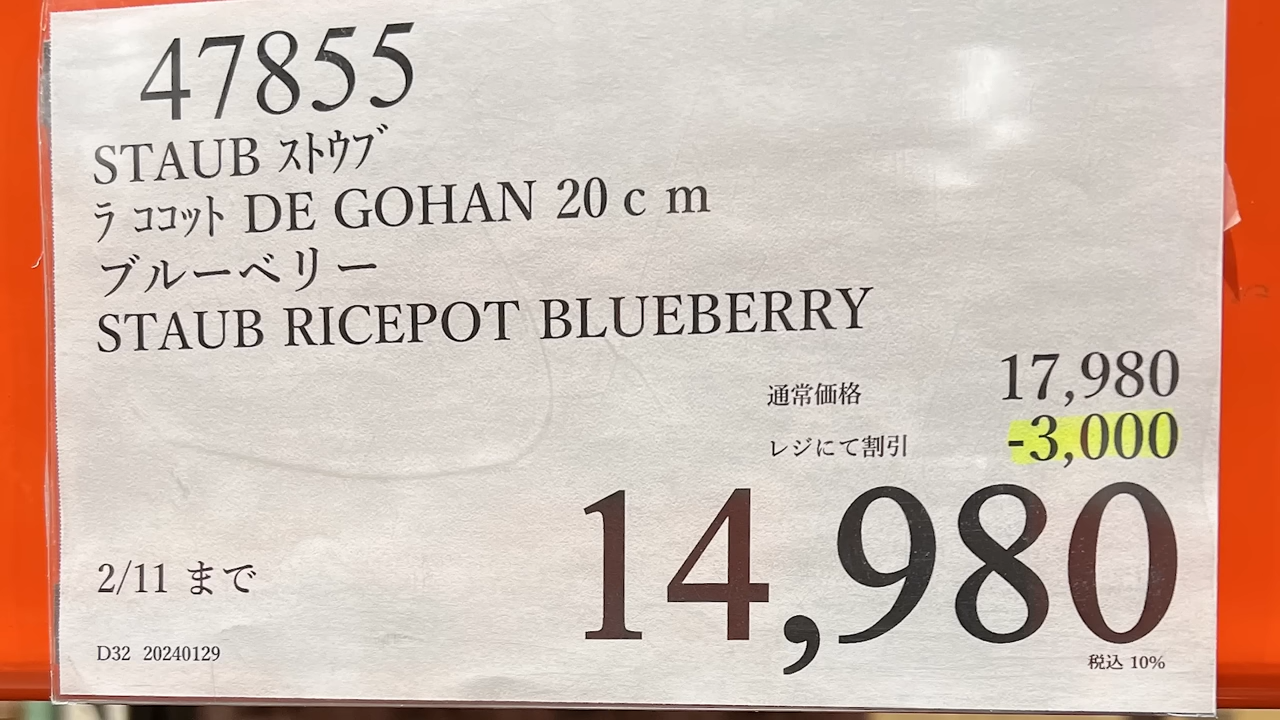 47855
STAUB ｽﾄｳﾌﾞ
ﾗ ｺｺｯﾄ DE GOHAN 20ｃｍ
ブルーベリー
STAUB RICEPOT BLUEBERRY
通常価格 17,980
レジにて割引 -3,000
14,980
2/11 まで
税込 10%
D32 20240129